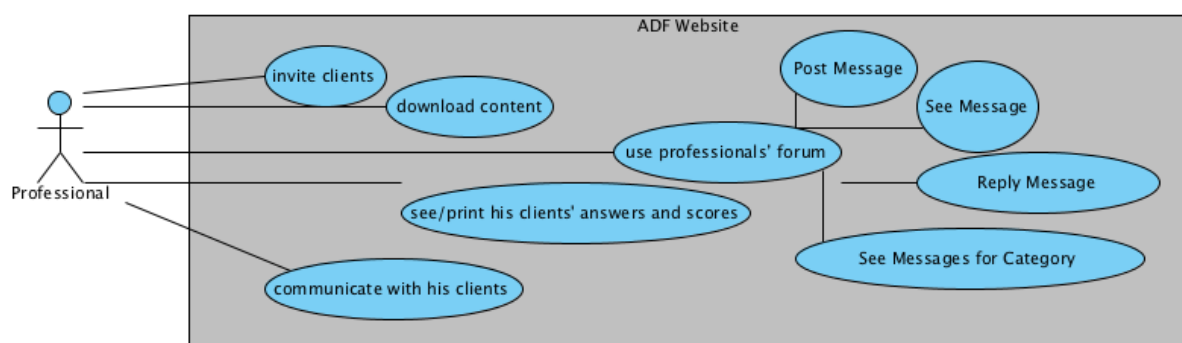 ADF Website
invite clients
Post Message
download content
See Message
use professionals' forum
Professional
Reply Message
see/print his clients' answers and scores
See Messages for Category
communicate with his clients